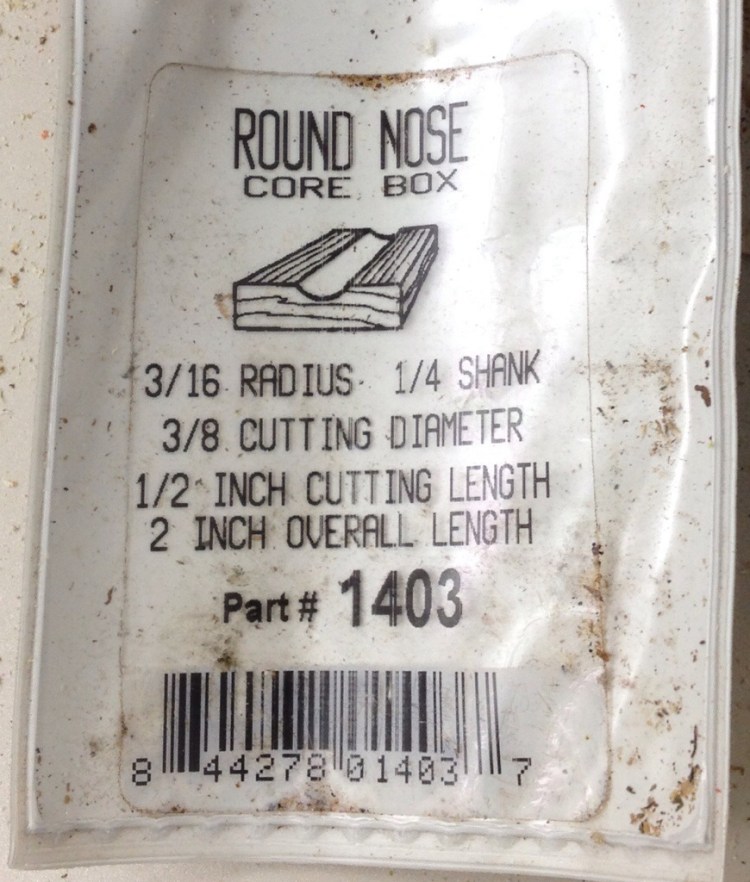 ROUND NOSE
CORE BOX
3/16 RADIUS 1/4 SHANK
3/8 CUTTING DIAMETER
1/2 INCH CUTTING LENGTH
2 INCH OVERALL LENGTH
Part # 1403
8 44278 01403 7